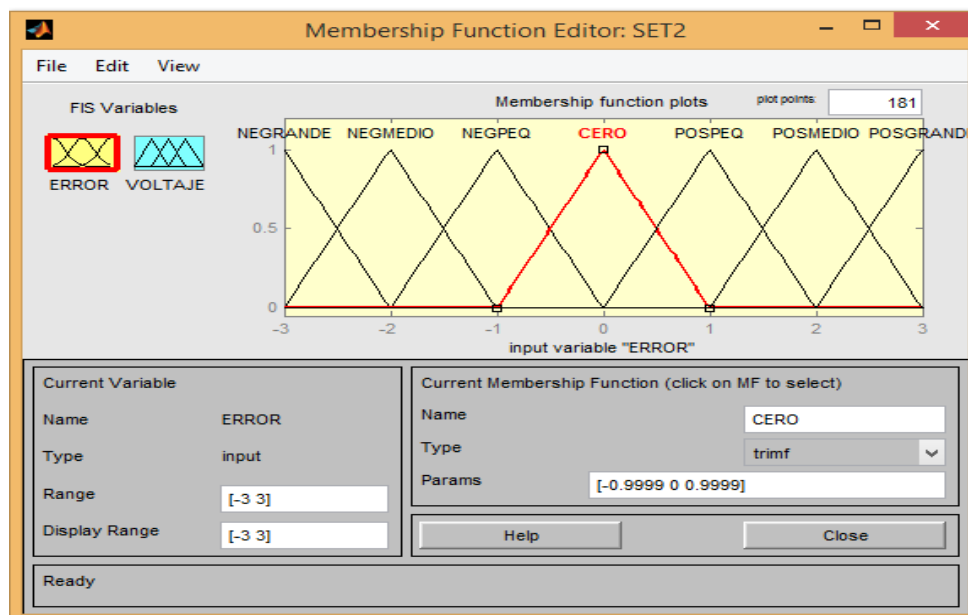 Membership Function Editor: SET2
File Edit View
FIS Variables
Membership function plots
plot points:
181
ERROR
VOLTAJE
NEGRANDE NEGMEDIO NEGPEQ CERO POSPEQ POSMEDIO POSGRANDE
1
0.5
0
-3 -2 -1 0 1 2 3
input variable "ERROR"
Current Variable
Name ERROR
Type input
Range [-3 3]
Display Range [-3 3]
Current Membership Function (click on MF to select)
Name CERO
Type trimf
Params [-0.9999 0 0.9999]
Help Close
Ready